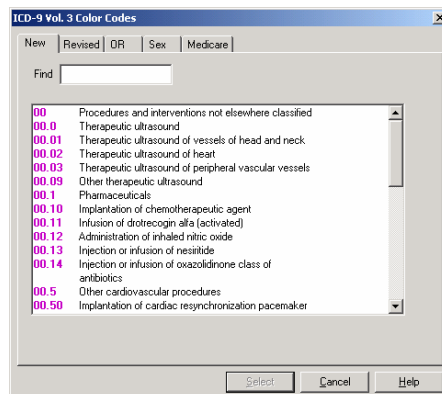 ICD-9 Vol. 3 Color Codes
New Revised OR Sex Medicare
Find
00 Procedures and interventions not elsewhere classified
00.0 Therapeutic ultrasound
00.01 Therapeutic ultrasound of vessels of head and neck
00.02 Therapeutic ultrasound of heart
00.03 Therapeutic ultrasound of peripheral vascular vessels
00.09 Other therapeutic ultrasound
00.1 Pharmaceuticals
00.10 Implantation of chemotherapeutic agent
00.11 Infusion of drotrecogin alfa (activated)
00.12 Administration of inhaled nitric oxide
00.13 Injection or infusion of nesiritide
00.14 Injection or infusion of oxazolidinone class of
antibiotics
00.5 Other cardiovascular procedures
00.50 Implantation of cardiac resynchronization pacemaker
Select Cancel Help